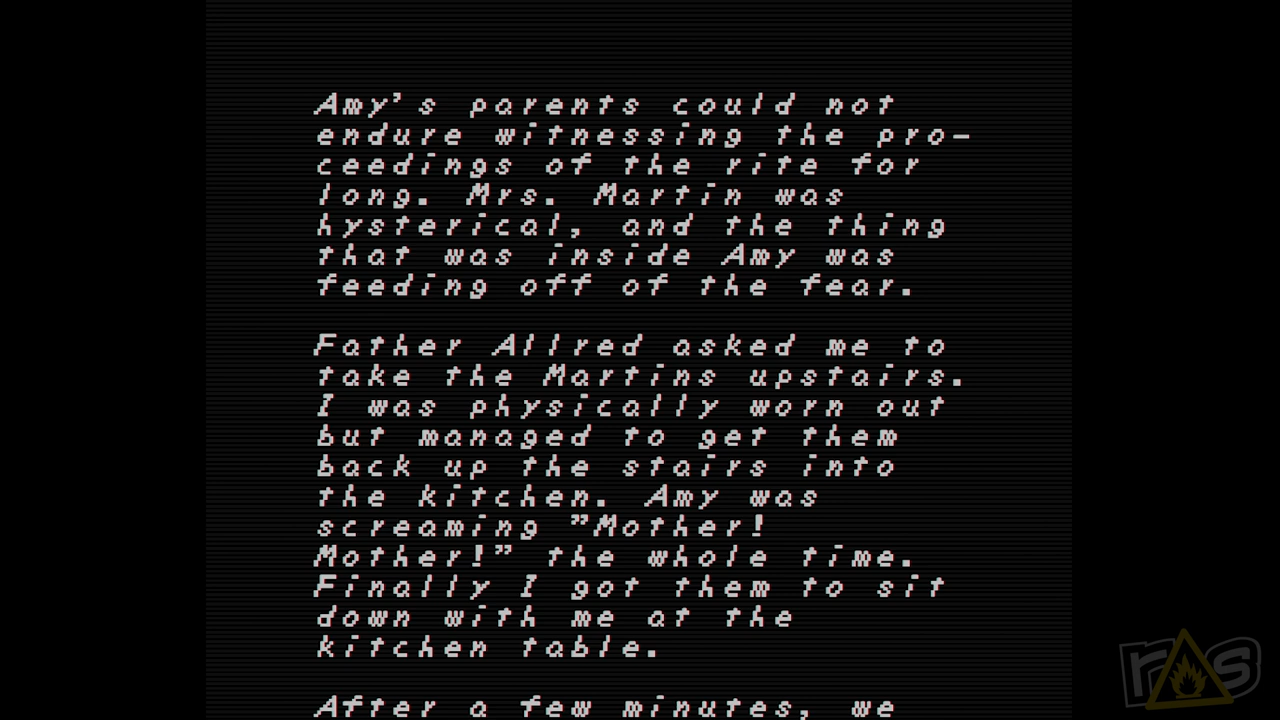 Amy's parents could not
endure witnessing the pro-
ceedings of the rite for
long. Mrs. Martin was
hysterical, and the thing
that was inside Amy was
feeding off of the fear.
Father Allred asked me to
take the Martins upstairs.
I was physically worn out
but managed to get them
back up the stairs into
the kitchen. Amy was
screaming "Mother!
Mother!" the whole time.
Finally I got them to sit
down with me at the
kitchen table.
After a few minutes, we
ras